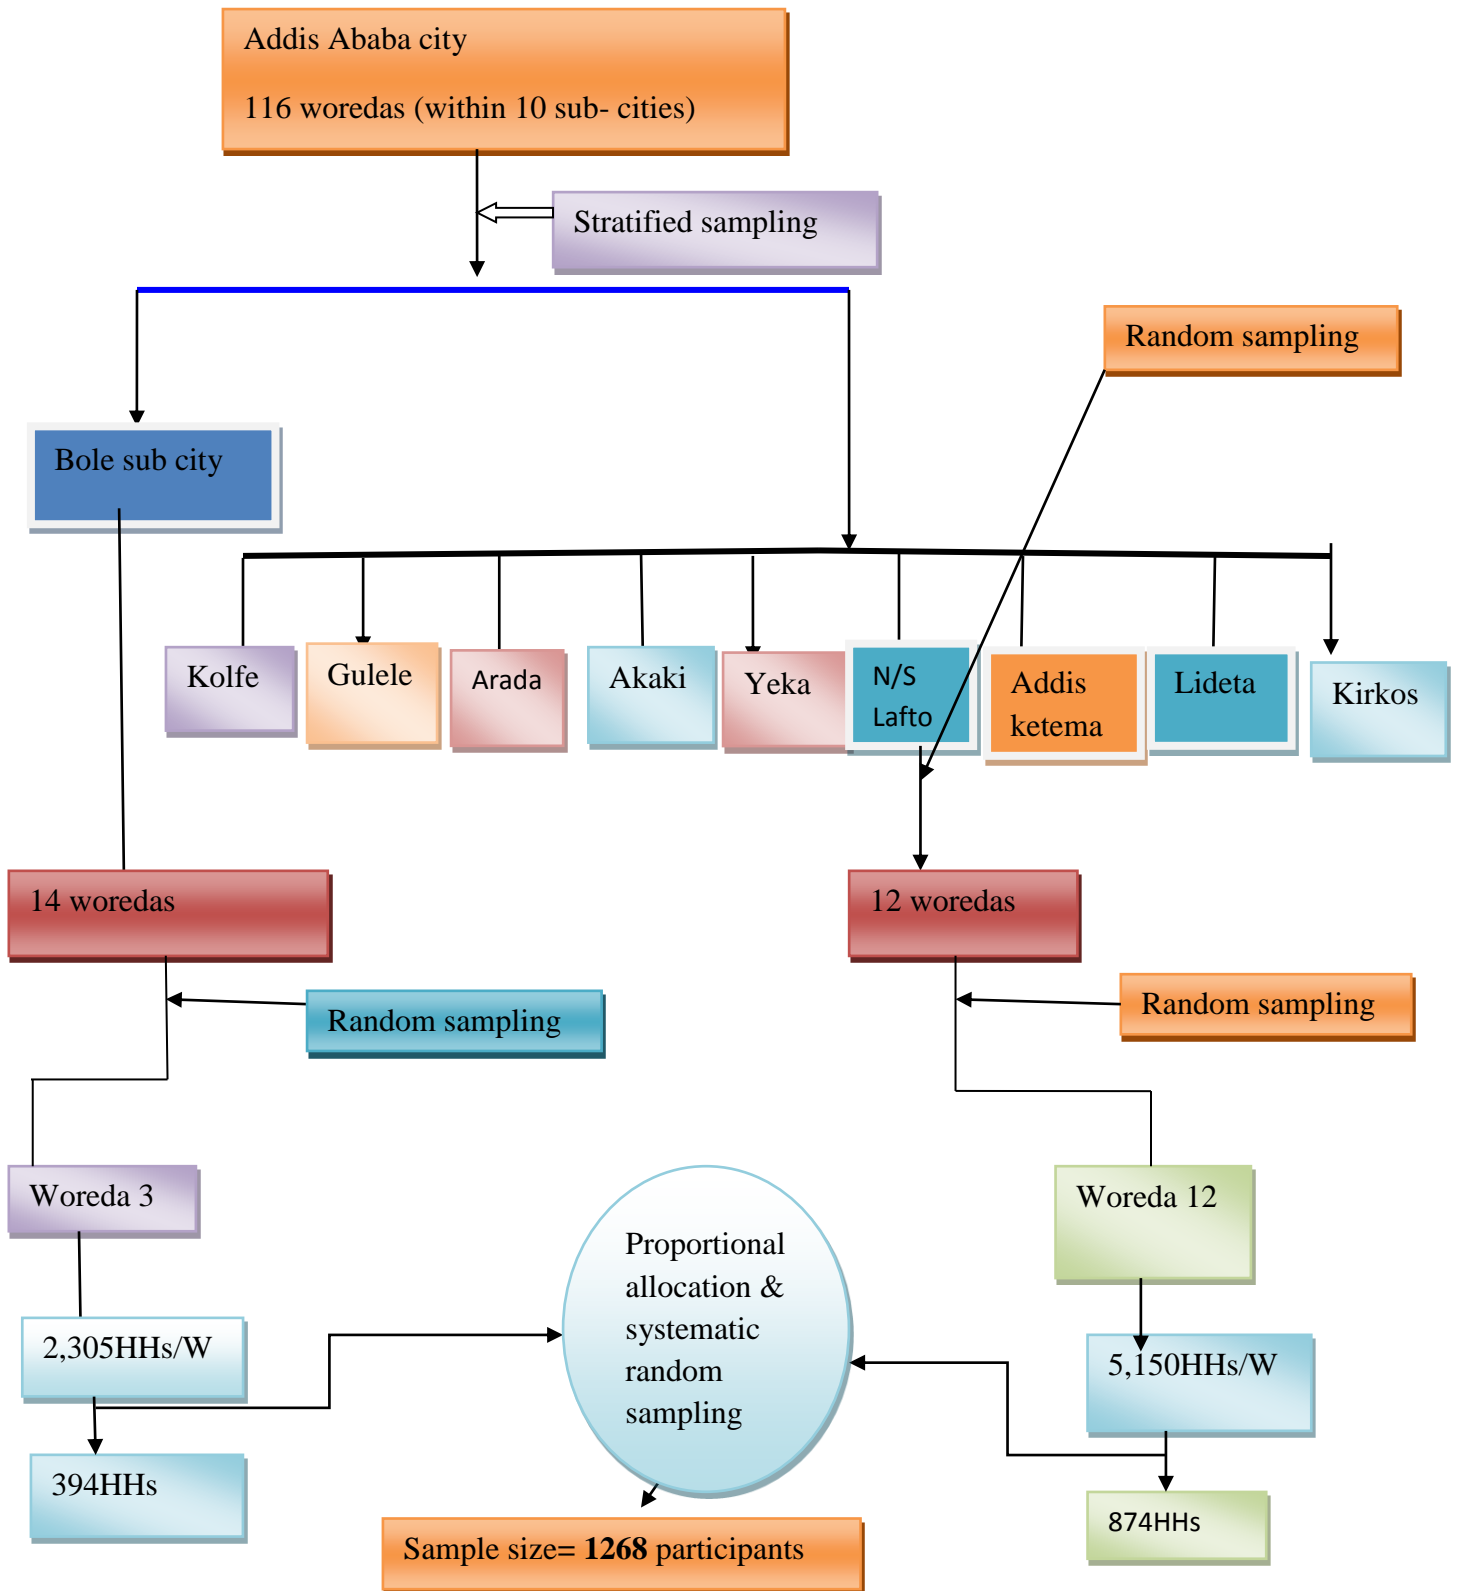 Addis Ababa city
116 woredas (within 10 sub- cities)
Stratified sampling
Random sampling
Bole sub city
Kolfe
Gulele
Arada
Akaki
Yeka
N/S
Lafto
Addis
ketema
Lideta
Kirkos
14 woredas
12 woredas
Random sampling
Random sampling
Woreda 3
Woreda 12
Proportional
allocation &
systematic
random
sampling
2,305HHs/W
5,150HHs/W
394HHs
874HHs
Sample size= 1268 participants